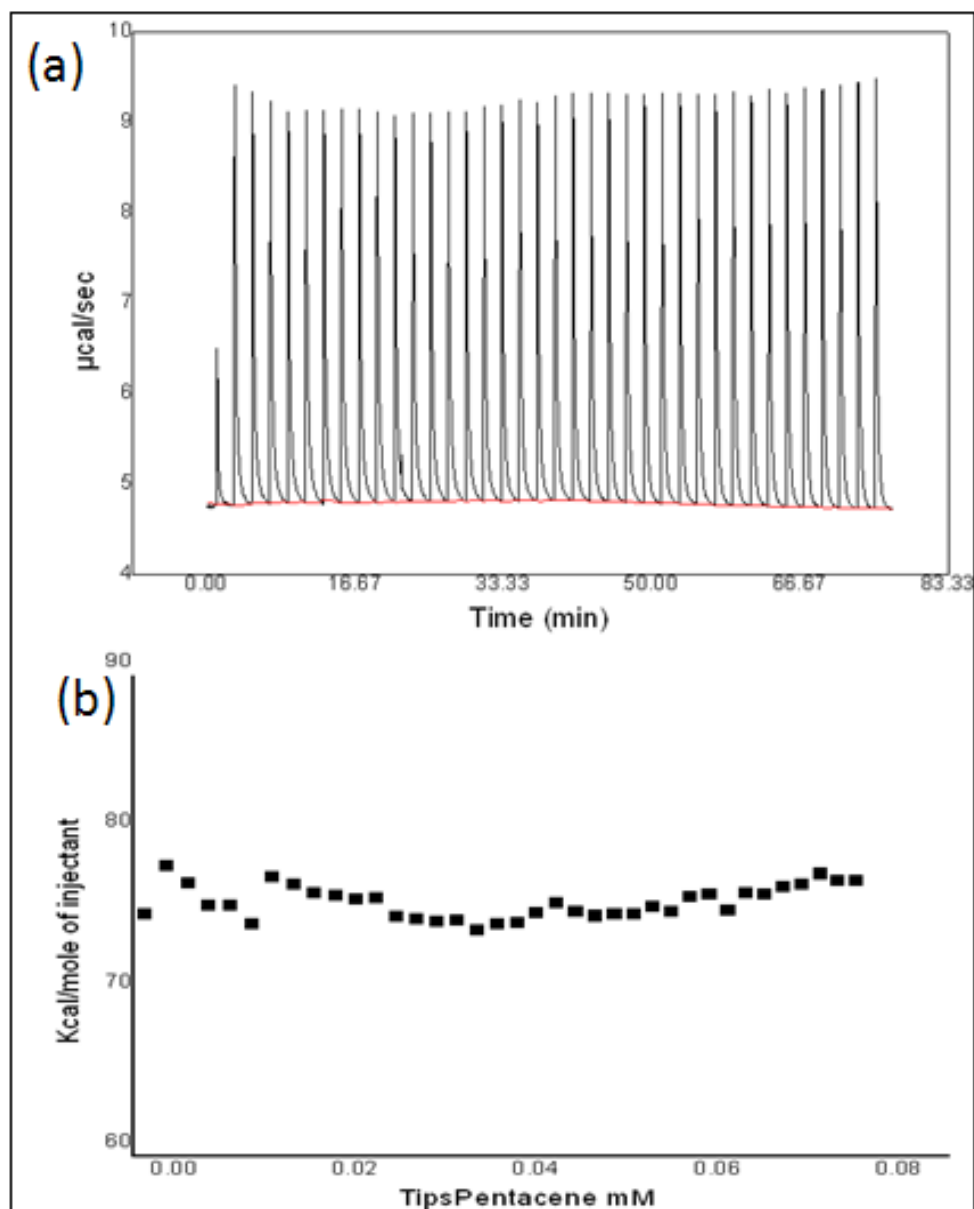 (a)
10
9
8
7
6
5
4
µcal/sec
0.00 16.67 33.33 50.00 66.67 83.33
Time (min)
(b)
90
80
70
60
Kcal/mole of injectant
0.00 0.02 0.04 0.06 0.08
TipsPentacene mM